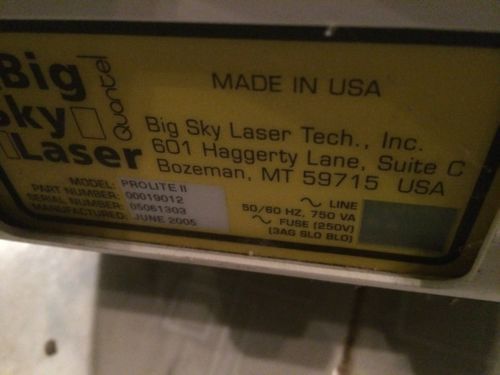 Big
Sky
Laser
Quantel
MADE IN USA
Big Sky Laser Tech., Inc.
601 Haggerty Lane, Suite C
Bozeman, MT 59715 USA
MODEL: PROLITE II
PART NUMBER: 00019012
SERIAL NUMBER: 05061303
MANUFACTURED: JUNE 2005
~ LINE
50/60 HZ, 750 VA
~ FUSE (250V)
(3AG SLO BLO)